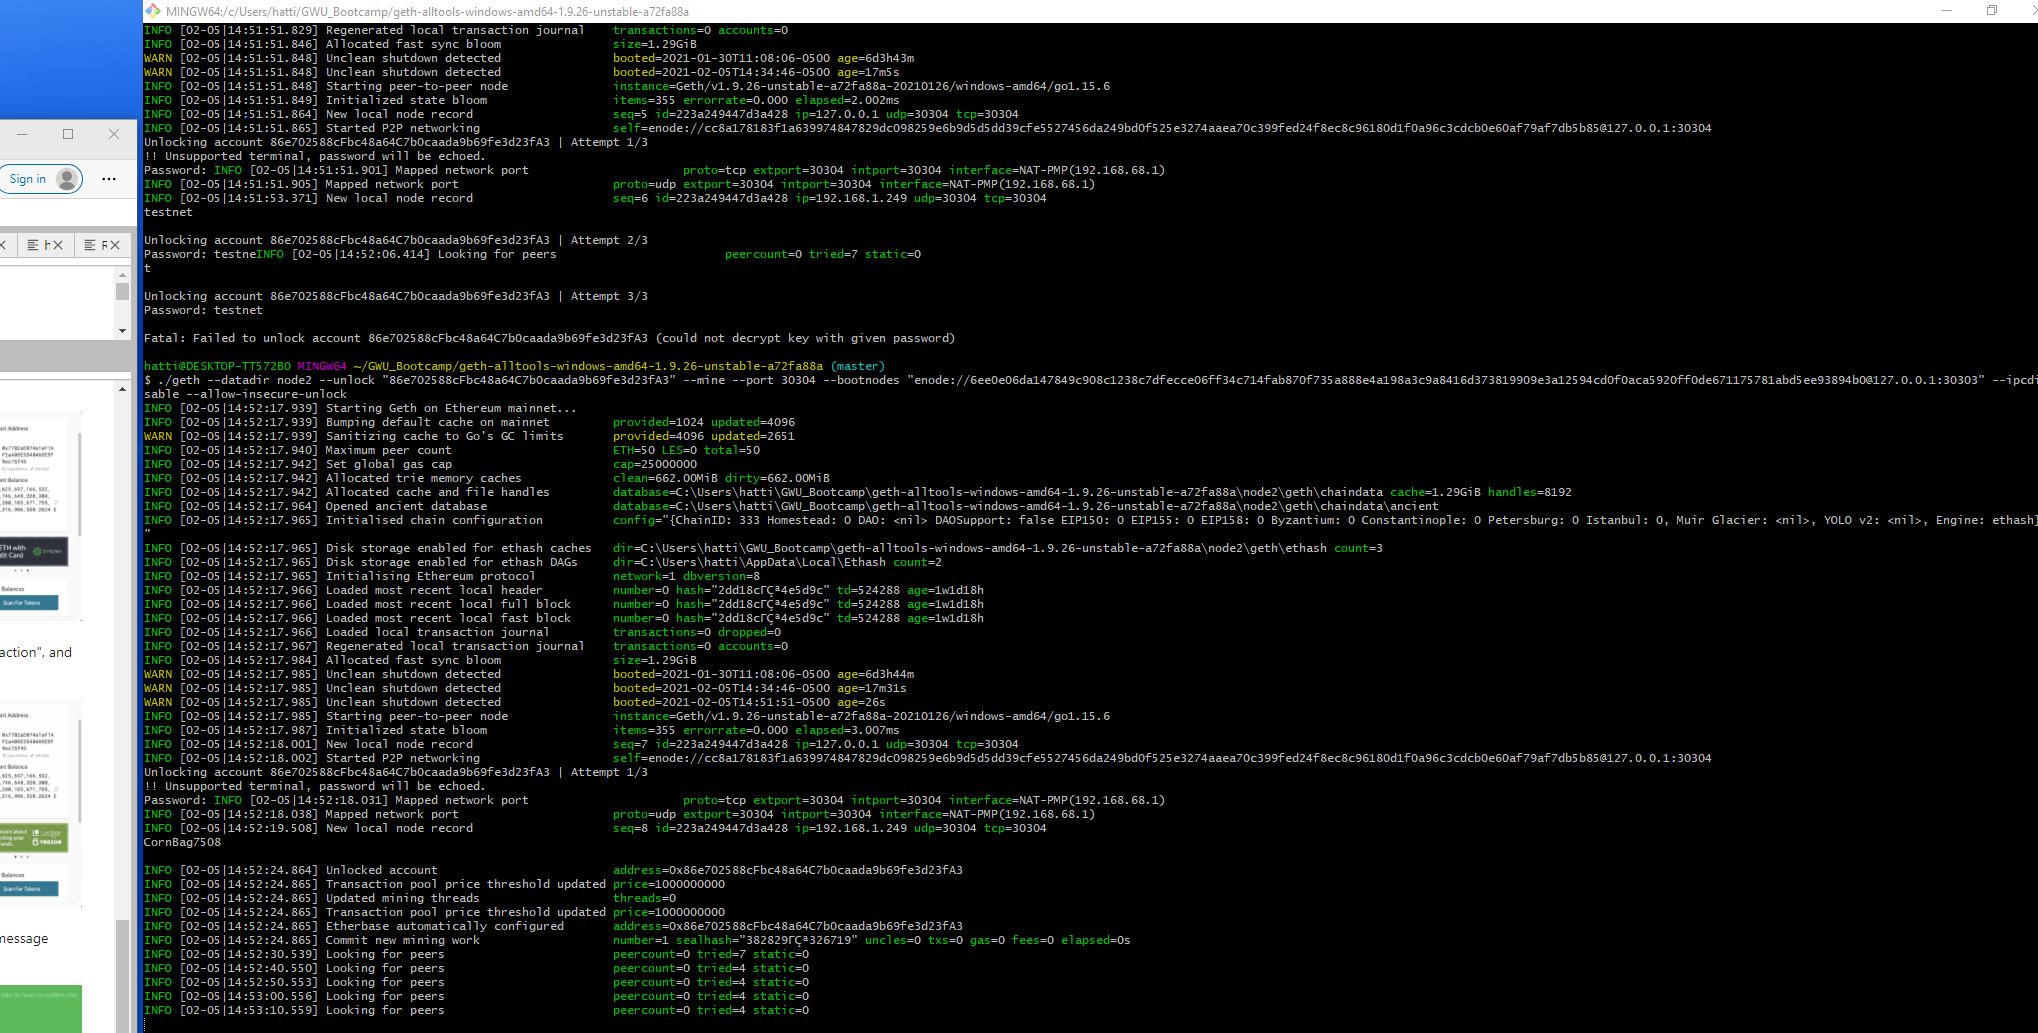 MINGW64:/c/Users/hatti/GWU_Bootcamp/geth-alltools-windows-amd64-1.9.26-unstable-a72fa88a
INFO [02-05|14:51:51.829] Regenerated local transaction journal transactions=0 accounts=0
INFO [02-05|14:51:51.846] Allocated fast sync bloom size=1.29GiB
WARN [02-05|14:51:51.848] Unclean shutdown detected booted=2021-01-30T11:08:06-0500 age=6d3h43m
WARN [02-05|14:51:51.848] Unclean shutdown detected booted=2021-02-05T14:34:46-0500 age=17m5s
INFO [02-05|14:51:51.848] Starting peer-to-peer node instance=Geth/v1.9.26-unstable-a72fa88a-20210126/windows-amd64/go1.15.6
INFO [02-05|14:51:51.849] Initialized state bloom items=355 errorrate=0.000 elapsed=2.002ms
INFO [02-05|14:51:51.864] New local node record seq=5 id=223a249447d3a428 ip=127.0.0.1 udp=30304 tcp=30304
INFO [02-05|14:51:51.865] Started P2P networking self=enode://cc8a178183f1a639974847829dc098259e6b9d5d5dd39cfe5527456da249bd0f525e3274aaea70c399fed24f8ec8c96180d1f0a96c3cdcb0e60af79af7db5b85@127.0.0.1:30304
Unlocking account 86e702588cFbc48a64C7b0caada9b69fe3d23fA3 | Attempt 1/3
!! Unsupported terminal, password will be echoed.
Password: INFO [02-05|14:51:51.901] Mapped network port proto=tcp extport=30304 intport=30304 interface=NAT-PMP(192.168.68.1)
INFO [02-05|14:51:51.905] Mapped network port proto=udp extport=30304 intport=30304 interface=NAT-PMP(192.168.68.1)
INFO [02-05|14:51:53.371] New local node record seq=6 id=223a249447d3a428 ip=192.168.1.249 udp=30304 tcp=30304
testnet
Unlocking account 86e702588cFbc48a64C7b0caada9b69fe3d23fA3 | Attempt 2/3
Password: testneINFO [02-05|14:52:06.414] Looking for peers peercount=0 tried=7 static=0
t
Unlocking account 86e702588cFbc48a64C7b0caada9b69fe3d23fA3 | Attempt 3/3
Password: testnet
Fatal: Failed to unlock account 86e702588cFbc48a64C7b0caada9b69fe3d23fA3 (could not decrypt key with given password)
hatti@DESKTOP-TT572BO MINGW64 ~/GWU_Bootcamp/geth-alltools-windows-amd64-1.9.26-unstable-a72fa88a (master)
$ ./geth --datadir node2 --unlock "86e702588cFbc48a64C7b0caada9b69fe3d23fA3" --mine --port 30304 --bootnodes "enode://6ee0e06da147849c908c1238c7dfecce06ff34c714fab870f735a888e4a198a3c9a8416d373819909e3a12594cd0f0aca5920ff0de671175781abd5ee93894b0@127.0.0.1:30303" --ipcdi
sable --allow-insecure-unlock
INFO [02-05|14:52:17.939] Starting Geth on Ethereum mainnet...
INFO [02-05|14:52:17.939] Bumping default cache on mainnet provided=1024 updated=4096
WARN [02-05|14:52:17.939] Sanitizing cache to Go's GC limits provided=4096 updated=2651
INFO [02-05|14:52:17.940] Maximum peer count ETH=50 LES=0 total=50
INFO [02-05|14:52:17.942] Set global gas cap cap=25000000
INFO [02-05|14:52:17.942] Allocated trie memory caches clean=662.00MiB dirty=662.00MiB
INFO [02-05|14:52:17.942] Allocated cache and file handles database=C:\Users\hatti\GWU_Bootcamp\geth-alltools-windows-amd64-1.9.26-unstable-a72fa88a\node2\geth\chaindata cache=1.29GiB handles=8192
INFO [02-05|14:52:17.964] Opened ancient database database=C:\Users\hatti\GWU_Bootcamp\geth-alltools-windows-amd64-1.9.26-unstable-a72fa88a\node2\geth\chaindata\ancient
INFO [02-05|14:52:17.965] Initialised chain configuration config="{ChainID: 333 Homestead: 0 DAO: <nil> DAOSupport: false EIP150: 0 EIP155: 0 EIP158: 0 Byzantium: 0 Constantinople: 0 Petersburg: 0 Istanbul: 0, Muir Glacier: <nil>, YOLO v2: <nil>, Engine: ethash}
"
INFO [02-05|14:52:17.965] Disk storage enabled for ethash caches dir=C:\Users\hatti\GWU_Bootcamp\geth-alltools-windows-amd64-1.9.26-unstable-a72fa88a\node2\geth\ethash count=3
INFO [02-05|14:52:17.965] Disk storage enabled for ethash DAGs dir=C:\Users\hatti\AppData\Local\Ethash count=2
INFO [02-05|14:52:17.965] Initialising Ethereum protocol network=1 dbversion=8
INFO [02-05|14:52:17.966] Loaded most recent local header number=0 hash="2dd18cΓÇª4e5d9c" td=524288 age=1w1d18h
INFO [02-05|14:52:17.966] Loaded most recent local full block number=0 hash="2dd18cΓÇª4e5d9c" td=524288 age=1w1d18h
INFO [02-05|14:52:17.966] Loaded most recent local fast block number=0 hash="2dd18cΓÇª4e5d9c" td=524288 age=1w1d18h
INFO [02-05|14:52:17.966] Loaded local transaction journal transactions=0 dropped=0
INFO [02-05|14:52:17.967] Regenerated local transaction journal transactions=0 accounts=0
INFO [02-05|14:52:17.984] Allocated fast sync bloom size=1.29GiB
WARN [02-05|14:52:17.985] Unclean shutdown detected booted=2021-01-30T11:08:06-0500 age=6d3h44m
WARN [02-05|14:52:17.985] Unclean shutdown detected booted=2021-02-05T14:34:46-0500 age=17m31s
WARN [02-05|14:52:17.985] Unclean shutdown detected booted=2021-02-05T14:51:51-0500 age=26s
INFO [02-05|14:52:17.985] Starting peer-to-peer node instance=Geth/v1.9.26-unstable-a72fa88a-20210126/windows-amd64/go1.15.6
INFO [02-05|14:52:17.987] Initialized state bloom items=355 errorrate=0.000 elapsed=3.007ms
INFO [02-05|14:52:18.001] New local node record seq=7 id=223a249447d3a428 ip=127.0.0.1 udp=30304 tcp=30304
INFO [02-05|14:52:18.002] Started P2P networking self=enode://cc8a178183f1a639974847829dc098259e6b9d5d5dd39cfe5527456da249bd0f525e3274aaea70c399fed24f8ec8c96180d1f0a96c3cdcb0e60af79af7db5b85@127.0.0.1:30304
Unlocking account 86e702588cFbc48a64C7b0caada9b69fe3d23fA3 | Attempt 1/3
!! Unsupported terminal, password will be echoed.
Password: INFO [02-05|14:52:18.031] Mapped network port proto=tcp extport=30304 intport=30304 interface=NAT-PMP(192.168.68.1)
INFO [02-05|14:52:18.038] Mapped network port proto=udp extport=30304 intport=30304 interface=NAT-PMP(192.168.68.1)
INFO [02-05|14:52:19.508] New local node record seq=8 id=223a249447d3a428 ip=192.168.1.249 udp=30304 tcp=30304
CornBag7508
INFO [02-05|14:52:24.864] Unlocked account address=0x86e702588cFbc48a64C7b0caada9b69fe3d23fA3
INFO [02-05|14:52:24.865] Transaction pool price threshold updated price=1000000000
INFO [02-05|14:52:24.865] Updated mining threads threads=0
INFO [02-05|14:52:24.865] Transaction pool price threshold updated price=1000000000
INFO [02-05|14:52:24.865] Etherbase automatically configured address=0x86e702588cFbc48a64C7b0caada9b69fe3d23fA3
INFO [02-05|14:52:24.865] Commit new mining work number=1 sealhash="382829ΓÇª326719" uncles=0 txs=0 gas=0 fees=0 elapsed=0s
INFO [02-05|14:52:30.539] Looking for peers peercount=0 tried=7 static=0
INFO [02-05|14:52:40.550] Looking for peers peercount=0 tried=4 static=0
INFO [02-05|14:52:50.553] Looking for peers peercount=0 tried=4 static=0
INFO [02-05|14:53:00.556] Looking for peers peercount=0 tried=4 static=0
INFO [02-05|14:53:10.559] Looking for peers peercount=0 tried=4 static=0
Sign in
nt Address
nt Balance
ETH with
dit Card
Balances
Scan For Tokens
action", and
nt Address
nt Balance
Ledger
TREZOR
Balances
Scan For Tokens
message